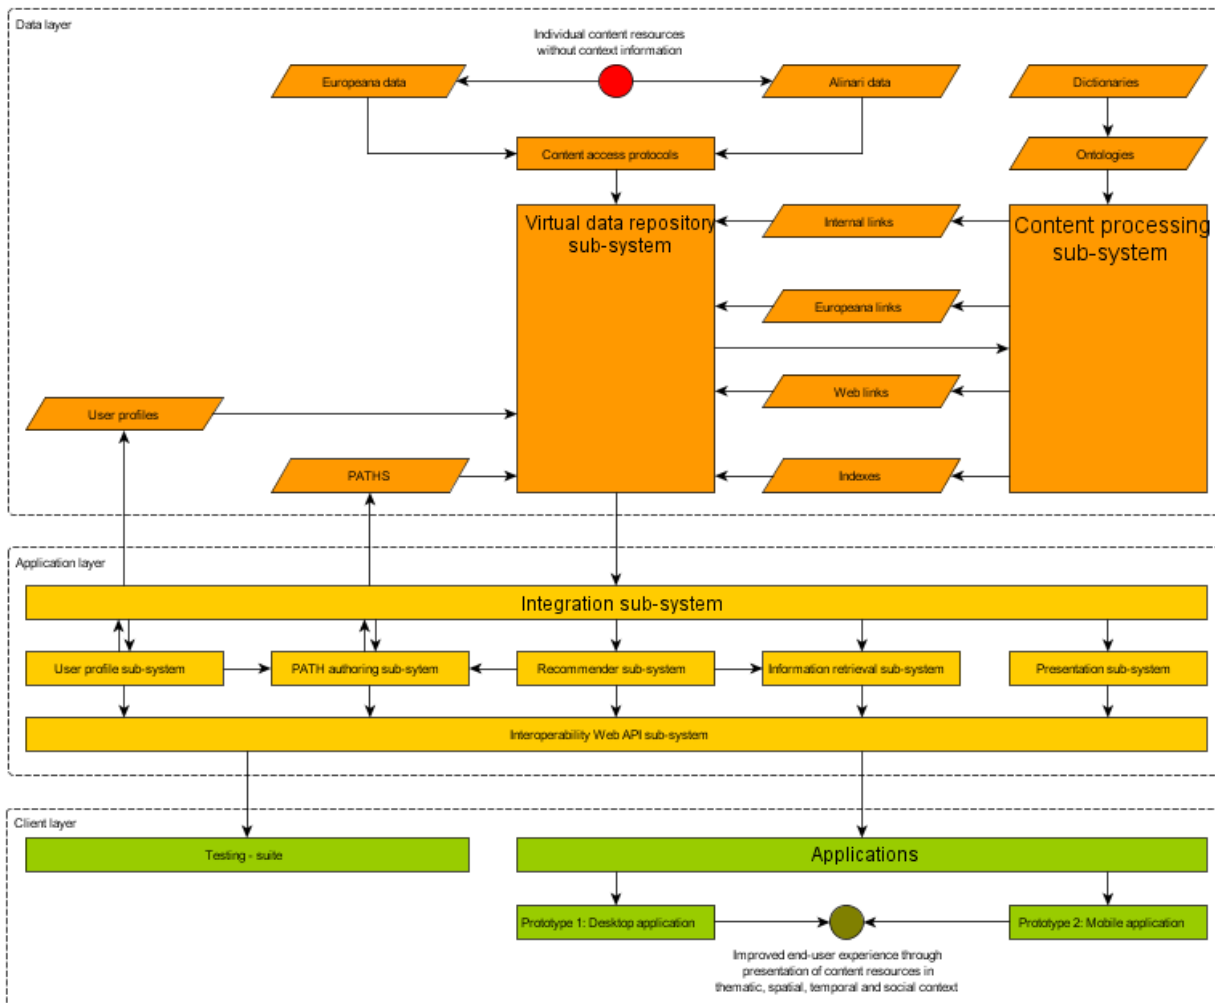 Data layer
Individual content resources
without context information
Europeana data
Alinari data
Dictionaries
Content access protocols
Ontologies
Virtual data repository
sub-system
Internal links
Content processing
sub-system
Europeana links
Web links
User profiles
PATHS
Indexes
Application layer
Integration sub-system
User profile sub-system
PATH authoring sub-sytem
Recommender sub-system
Information retrieval sub-system
Presentation sub-system
Interoperability Web API sub-system
Client layer
Testing - suite
Applications
Prototype 1: Desktop application
Prototype 2: Mobile application
Improved end-user experience through
presentation of content resources in
thematic, spatial, temporal and social context